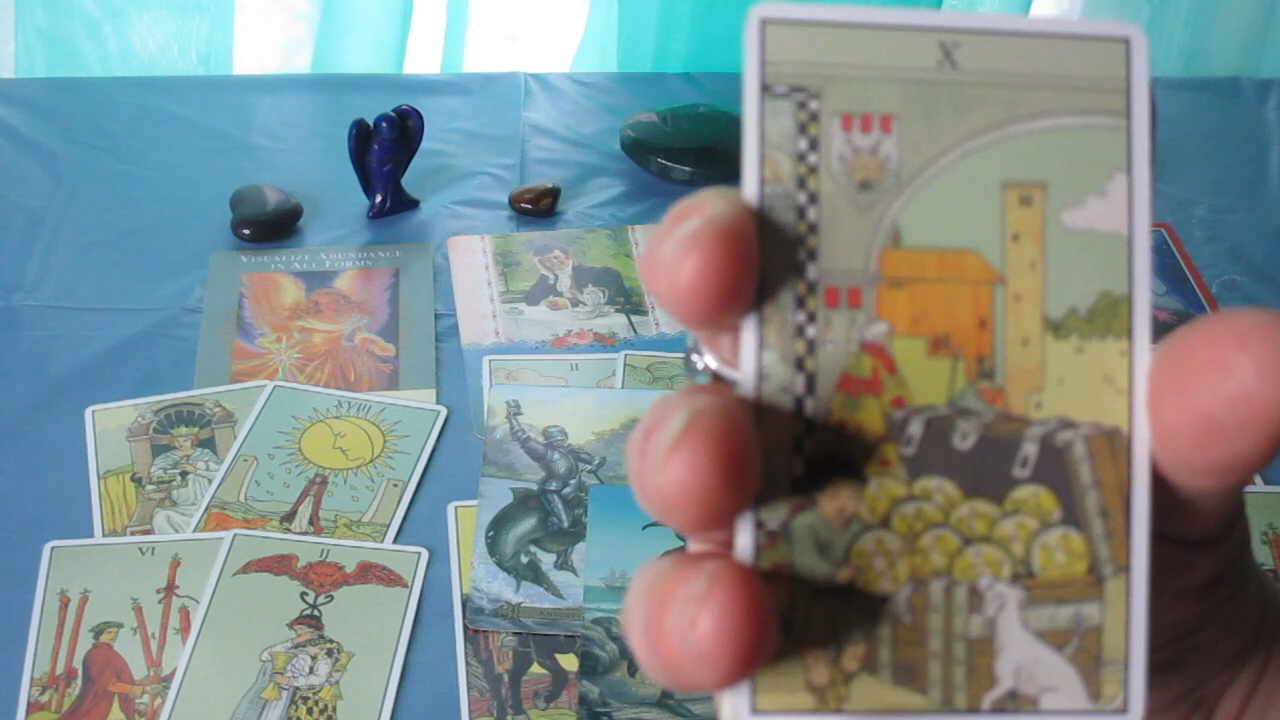 X
VISUALIZE ABUNDANCE
IN ALL FORMS
II
XVIII
VI
II